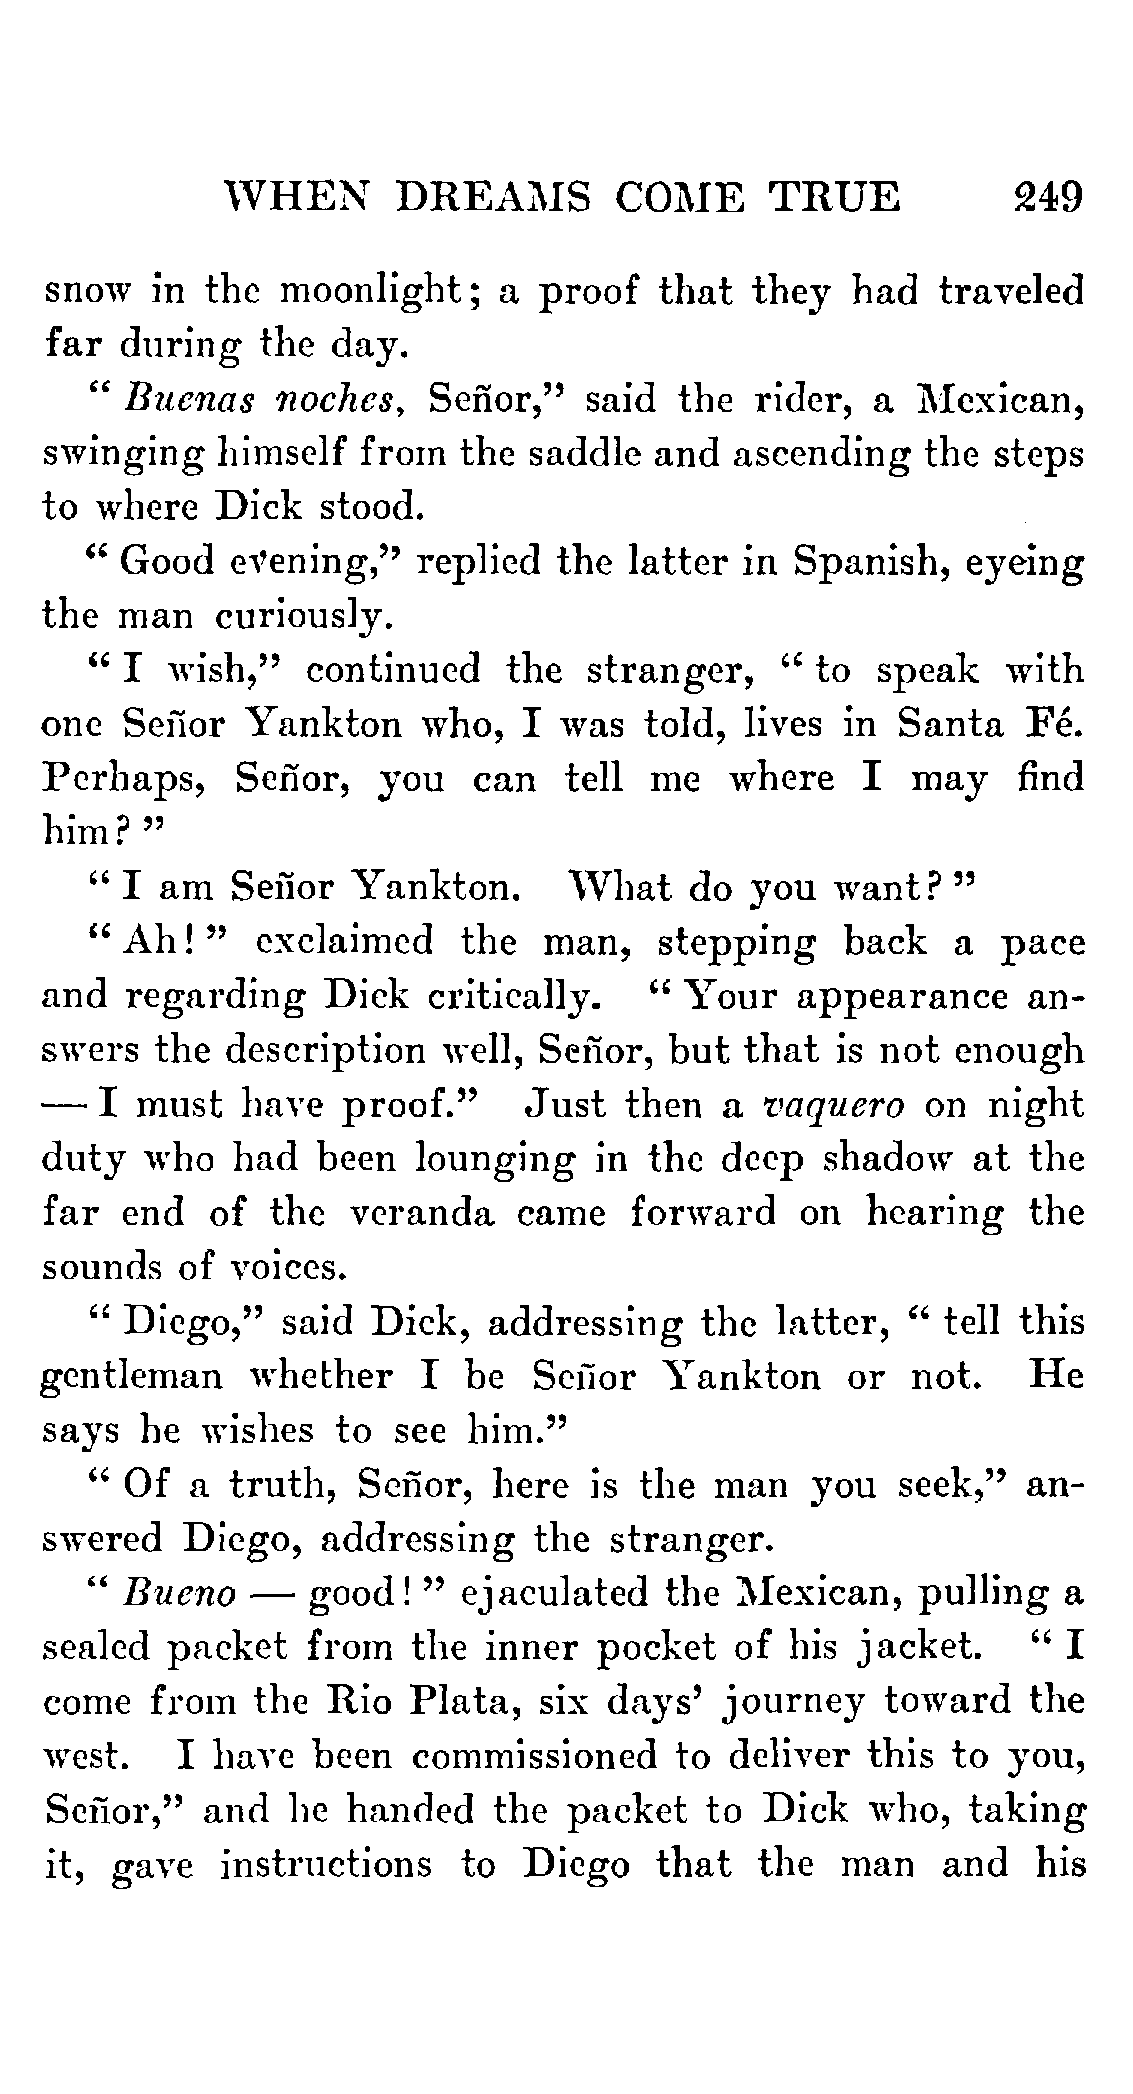 WHEN DREAMS COME TRUE 249
snow in the moonlight; a proof that they had traveled
far during the day.
" Buenas noches, Señor," said the rider, a Mexican,
swinging himself from the saddle and ascending the steps
to where Dick stood.
" Good evening," replied the latter in Spanish, eyeing
the man curiously.
" I wish," continued the stranger, " to speak with
one Señor Yankton who, I was told, lives in Santa Fé.
Perhaps, Señor, you can tell me where I may find
him? "
" I am Señor Yankton. What do you want? "
" Ah! " exclaimed the man, stepping back a pace
and regarding Dick critically. " Your appearance an-
swers the description well, Señor, but that is not enough
— I must have proof." Just then a vaquero on night
duty who had been lounging in the deep shadow at the
far end of the veranda came forward on hearing the
sounds of voices.
" Diego," said Dick, addressing the latter, " tell this
gentleman whether I be Señor Yankton or not. He
says he wishes to see him."
" Of a truth, Señor, here is the man you seek," an-
swered Diego, addressing the stranger.
" Bueno — good! " ejaculated the Mexican, pulling a
sealed packet from the inner pocket of his jacket. " I
come from the Rio Plata, six days' journey toward the
west. I have been commissioned to deliver this to you,
Señor," and he handed the packet to Dick who, taking
it, gave instructions to Diego that the man and his